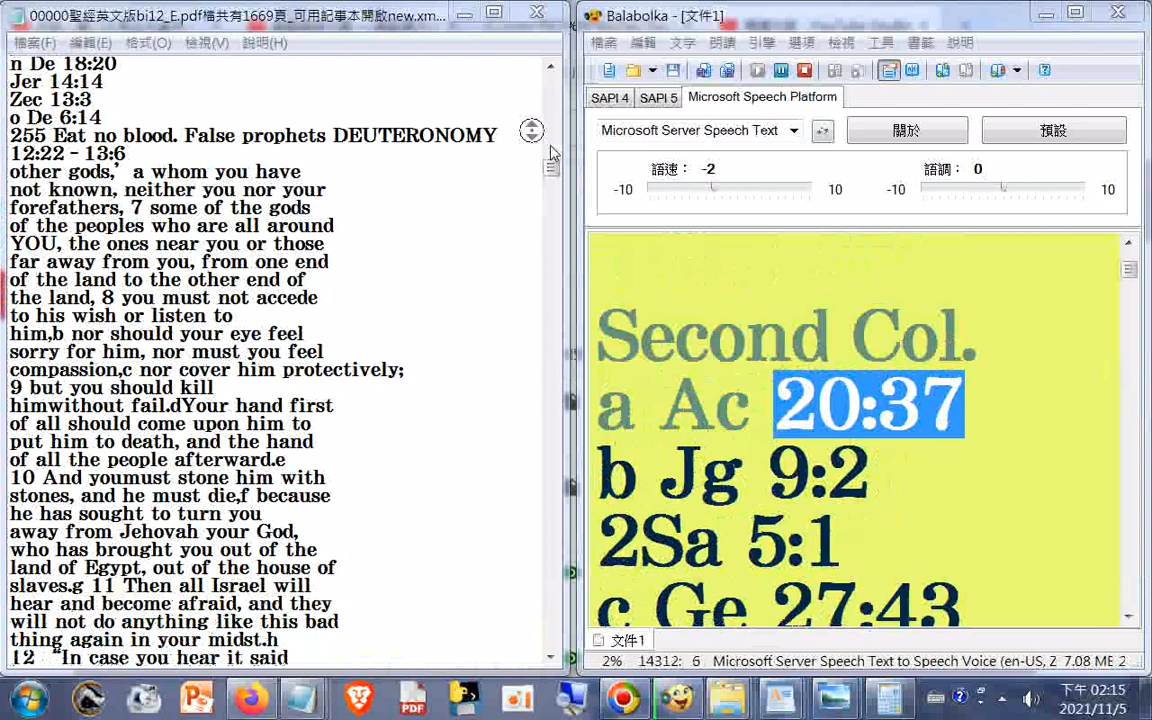 00000聖經英文版bi12_E.pdf檔共有1669頁_可用記事本開啟new.xm...
檔案(F) 編輯(E) 格式(O) 檢視(V) 說明(H)
n De 18:20
Jer 14:14
Zec 13:3
o De 6:14
255 Eat no blood. False prophets DEUTERONOMY
12:22 - 13:6
other gods,’ a whom you have
not known, neither you nor your
forefathers, 7 some of the gods
of the peoples who are all around
YOU, the ones near you or those
far away from you, from one end
of the land to the other end of
the land, 8 you must not accede
to his wish or listen to
him,b nor should your eye feel
sorry for him, nor must you feel
compassion,c nor cover him protectively;
9 but you should kill
himwithout fail.dYour hand first
of all should come upon him to
put him to death, and the hand
of all the people afterward.e
10 And youmust stone him with
stones, and he must die,f because
he has sought to turn you
away from Jehovah your God,
who has brought you out of the
land of Egypt, out of the house of
slaves.g 11 Then all Israel will
hear and become afraid, and they
will not do anything like this bad
thing again in your midst.h
12 “In case you hear it said
Balabolka - [文件1]
檔案 編輯 文字 朗讀 引擎 選項 檢視 工具 書籤 說明
SAPI 4 SAPI 5 Microsoft Speech Platform
Microsoft Server Speech Text 關於 預設
語速： -2 語調： 0
-10 10 -10 10
Second Col.
a Ac 20:37
b Jg 9:2
2Sa 5:1
c Ge 27:43
文件1
2% 14312: 6 Microsoft Server Speech Text to Speech Voice (en-US, Z 7.08 MB 2
下午 02:15
2021/11/5